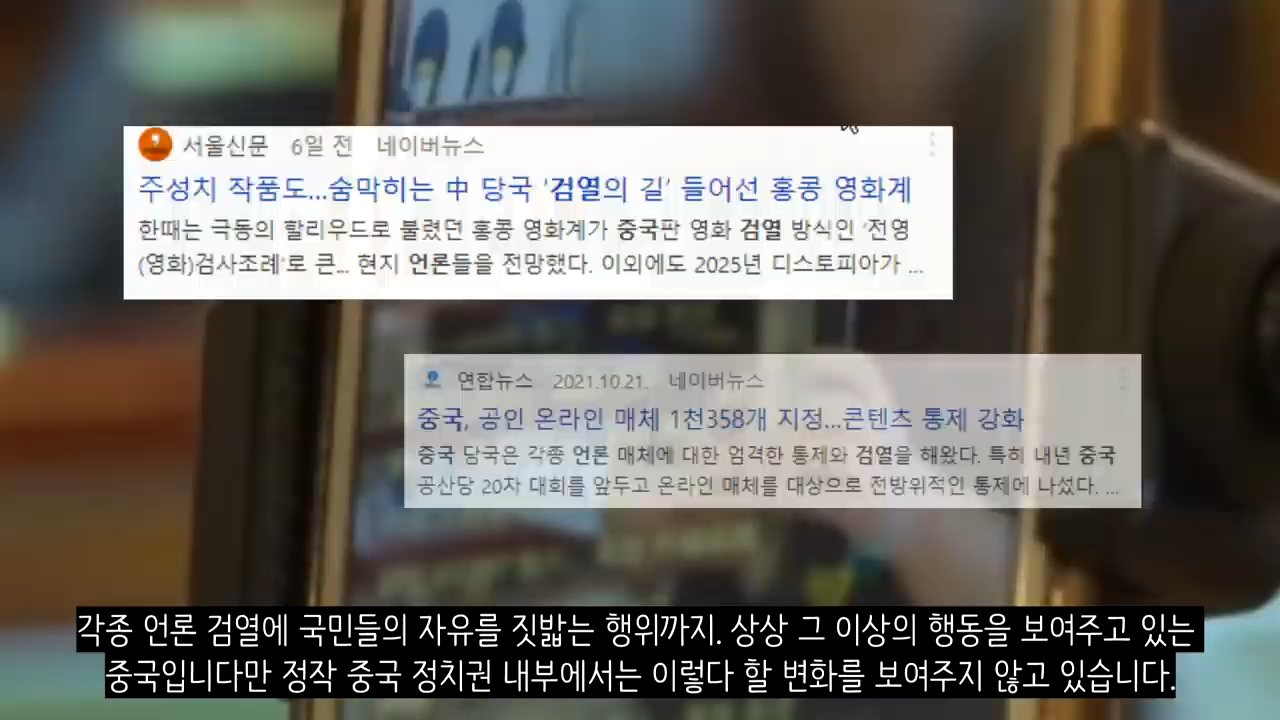 서울신문 6일 전 네이버뉴스
주성치 작품도...숨막히는 中 당국 '검열의 길' 들어선 홍콩 영화계
한때는 극동의 할리우드로 불렸던 홍콩 영화계가 중국판 영화 검열 방식인 '전영
(영화)검사조례'로 큰... 현지 언론들을 전망했다. 이외에도 2025년 디스토피아가 ...
연합뉴스 2021.10.21. 네이버뉴스
중국, 공인 온라인 매체 1천358개 지정...콘텐츠 통제 강화
중국 당국은 각종 언론 매체에 대한 엄격한 통제와 검열을 해왔다. 특히 내년 중국
공산당 20차 대회를 앞두고 온라인 매체를 대상으로 전방위적인 통제에 나섰다. ...
각종 언론 검열에 국민들의 자유를 짓밟는 행위까지. 상상 그 이상의 행동을 보여주고 있는
중국입니다만 정작 중국 정치권 내부에서는 이렇다 할 변화를 보여주지 않고 있습니다.